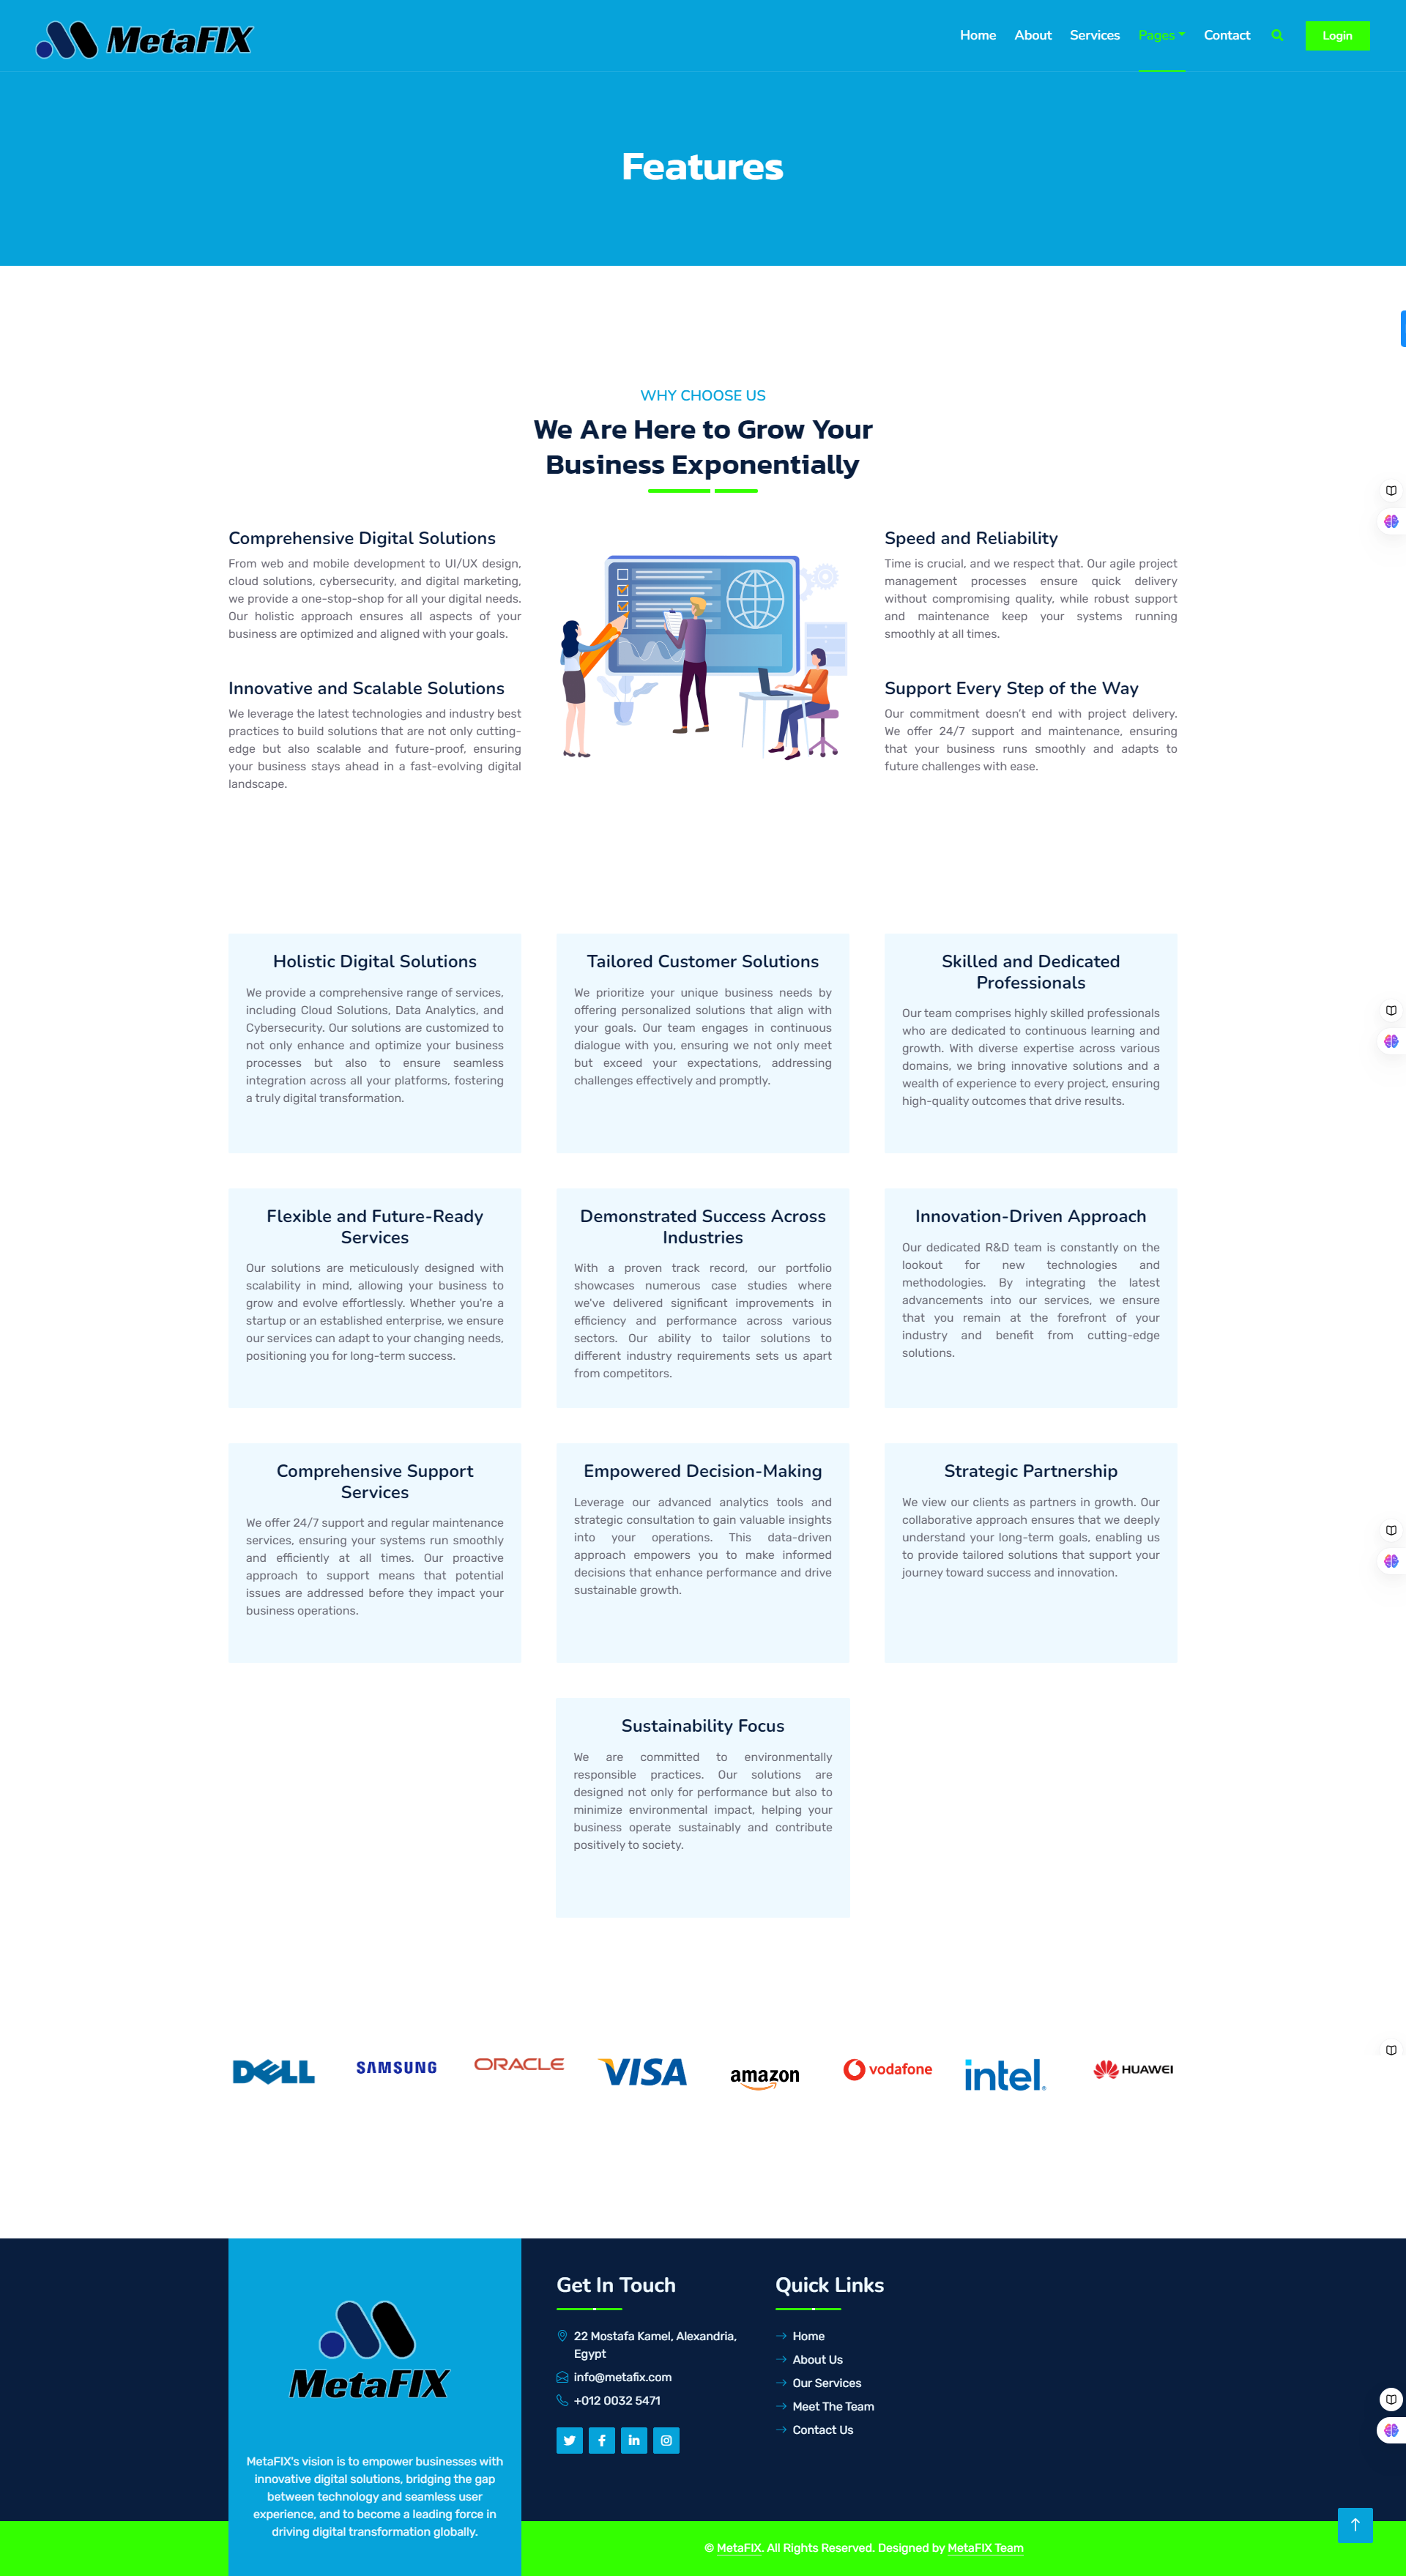 MetaFIX
Home About Services Pages Contact Login
Features
WHY CHOOSE US
We Are Here to Grow Your
Business Exponentially
Comprehensive Digital Solutions
From web and mobile development to UI/UX design,
cloud solutions, cybersecurity, and digital marketing,
we provide a one-stop-shop for all your digital needs.
Our holistic approach ensures all aspects of your
business are optimized and aligned with your goals.
Innovative and Scalable Solutions
We leverage the latest technologies and industry best
practices to build solutions that are not only cutting-
edge but also scalable and future-proof, ensuring
your business stays ahead in a fast-evolving digital
landscape.
Speed and Reliability
Time is crucial, and we respect that. Our agile project
management processes ensure quick delivery
without compromising quality, while robust support
and maintenance keep your systems running
smoothly at all times.
Support Every Step of the Way
Our commitment doesn't end with project delivery.
We offer 24/7 support and maintenance, ensuring
that your business runs smoothly and adapts to
future challenges with ease.
Holistic Digital Solutions
We provide a comprehensive range of services,
including Cloud Solutions, Data Analytics, and
Cybersecurity. Our solutions are customized to
not only enhance and optimize your business
processes but also to ensure seamless
integration across all your platforms, fostering
a truly digital transformation.
Tailored Customer Solutions
We prioritize your unique business needs by
offering personalized solutions that align with
your goals. Our team engages in continuous
dialogue with you, ensuring we not only meet
but exceed your expectations, addressing
challenges effectively and promptly.
Skilled and Dedicated
Professionals
Our team comprises highly skilled professionals
who are dedicated to continuous learning and
growth. With diverse expertise across various
domains, we bring innovative solutions and a
wealth of experience to every project, ensuring
high-quality outcomes that drive results.
Flexible and Future-Ready
Services
Our solutions are meticulously designed with
scalability in mind, allowing your business to
grow and evolve effortlessly. Whether you're a
startup or an established enterprise, we ensure
our services can adapt to your changing needs,
positioning you for long-term success.
Demonstrated Success Across
Industries
With a proven track record, our portfolio
showcases numerous case studies where
we've delivered significant improvements in
efficiency and performance across various
sectors. Our ability to tailor solutions to
different industry requirements sets us apart
from competitors.
Innovation-Driven Approach
Our dedicated R&D team is constantly on the
lookout for new technologies and
methodologies. By integrating the latest
advancements into our services, we ensure
that you remain at the forefront of your
industry and benefit from cutting-edge
solutions.
Comprehensive Support
Services
We offer 24/7 support and regular maintenance
services, ensuring your systems run smoothly
and efficiently at all times. Our proactive
approach to support means that potential
issues are addressed before they impact your
business operations.
Empowered Decision-Making
Leverage our advanced analytics tools and
strategic consultation to gain valuable insights
into your operations. This data-driven
approach empowers you to make informed
decisions that enhance performance and drive
sustainable growth.
Strategic Partnership
We view our clients as partners in growth. Our
collaborative approach ensures that we deeply
understand your long-term goals, enabling us
to provide tailored solutions that support your
journey toward success and innovation.
Sustainability Focus
We are committed to environmentally
responsible practices. Our solutions are
designed not only for performance but also to
minimize environmental impact, helping your
business operate sustainably and contribute
positively to society.
DELL SAMSUNG ORACLE VISA amazon vodafone intel HUAWEI
MetaFIX
MetaFIX's vision is to empower businesses with
innovative digital solutions, bridging the gap
between technology and seamless user
experience, and to become a leading force in
driving digital transformation globally.
Get In Touch
22 Mostafa Kamel, Alexandria,
Egypt
info@metafix.com
+012 0032 5471
Quick Links
Home
About Us
Our Services
Meet The Team
Contact Us
© MetaFIX. All Rights Reserved. Designed by MetaFIX Team